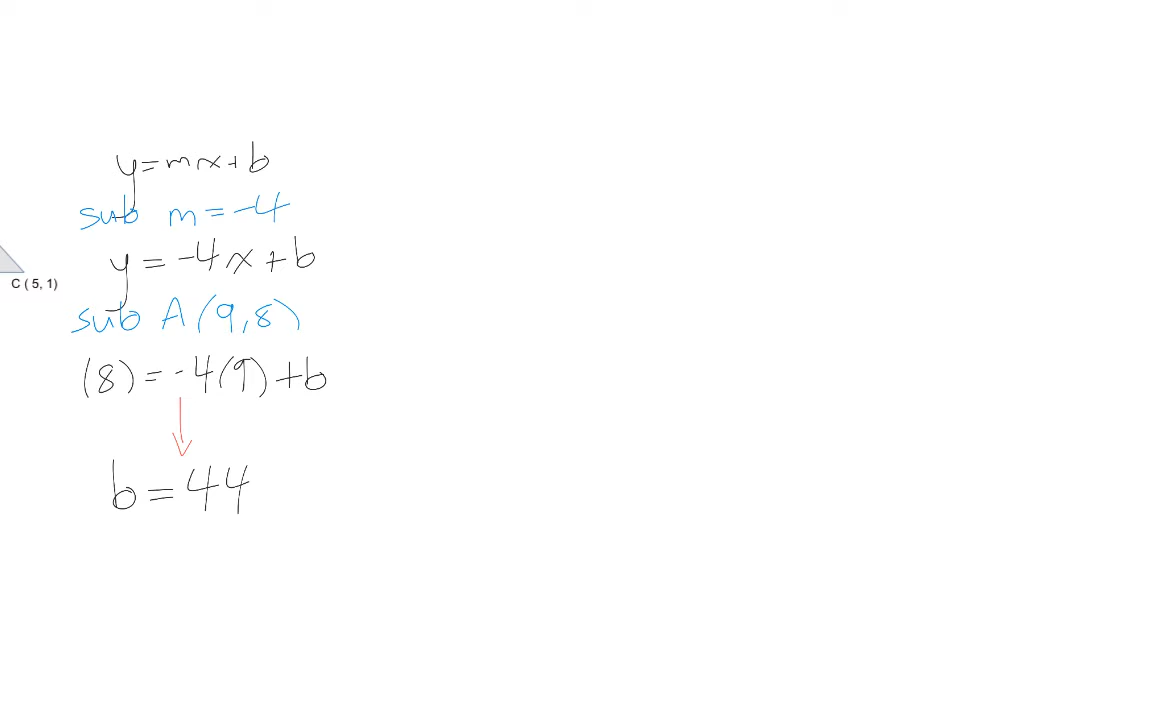 y=mx+b
sub m=-4
y=-4x+b
C ( 5, 1)
sub A(9,8)
(8)=-4(9)+b
b=44